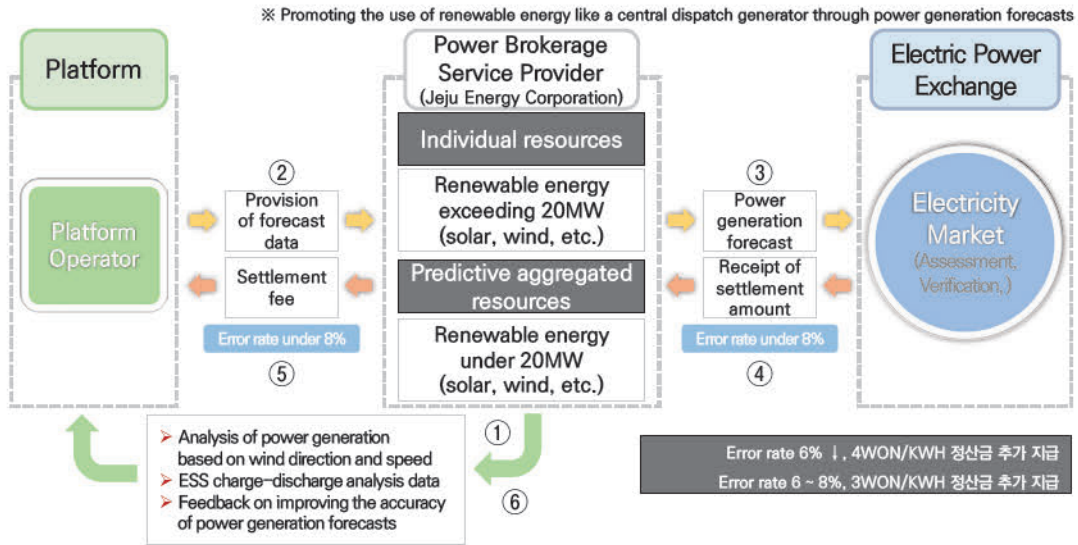 ※ Promoting the use of renewable energy like a central dispatch generator through power generation forecasts
Platform
Power Brokerage
Service Provider
(Jeju Energy Corporation)
Electric Power
Exchange
Platform
Operator
②
Provision
of forecast
data
Settlement
fee
Error rate under 8%
⑤
Individual resources
Renewable energy
exceeding 20MW
(solar, wind, etc.)
Predictive aggregated
resources
Renewable energy
under 20MW
(solar, wind, etc.)
③
Power
generation
forecast
Receipt of
settlement
amount
Error rate under 8%
④
Electricity
Market
(Assessment,
Verification,)
①
⑥
➢ Analysis of power generation
based on wind direction and speed
➢ ESS charge-discharge analysis data
➢ Feedback on improving the accuracy
of power generation forecasts
Error rate 6% ↓, 4WON/KWH 정산금 추가 지급
Error rate 6 ~ 8%, 3WON/KWH 정산금 추가 지급